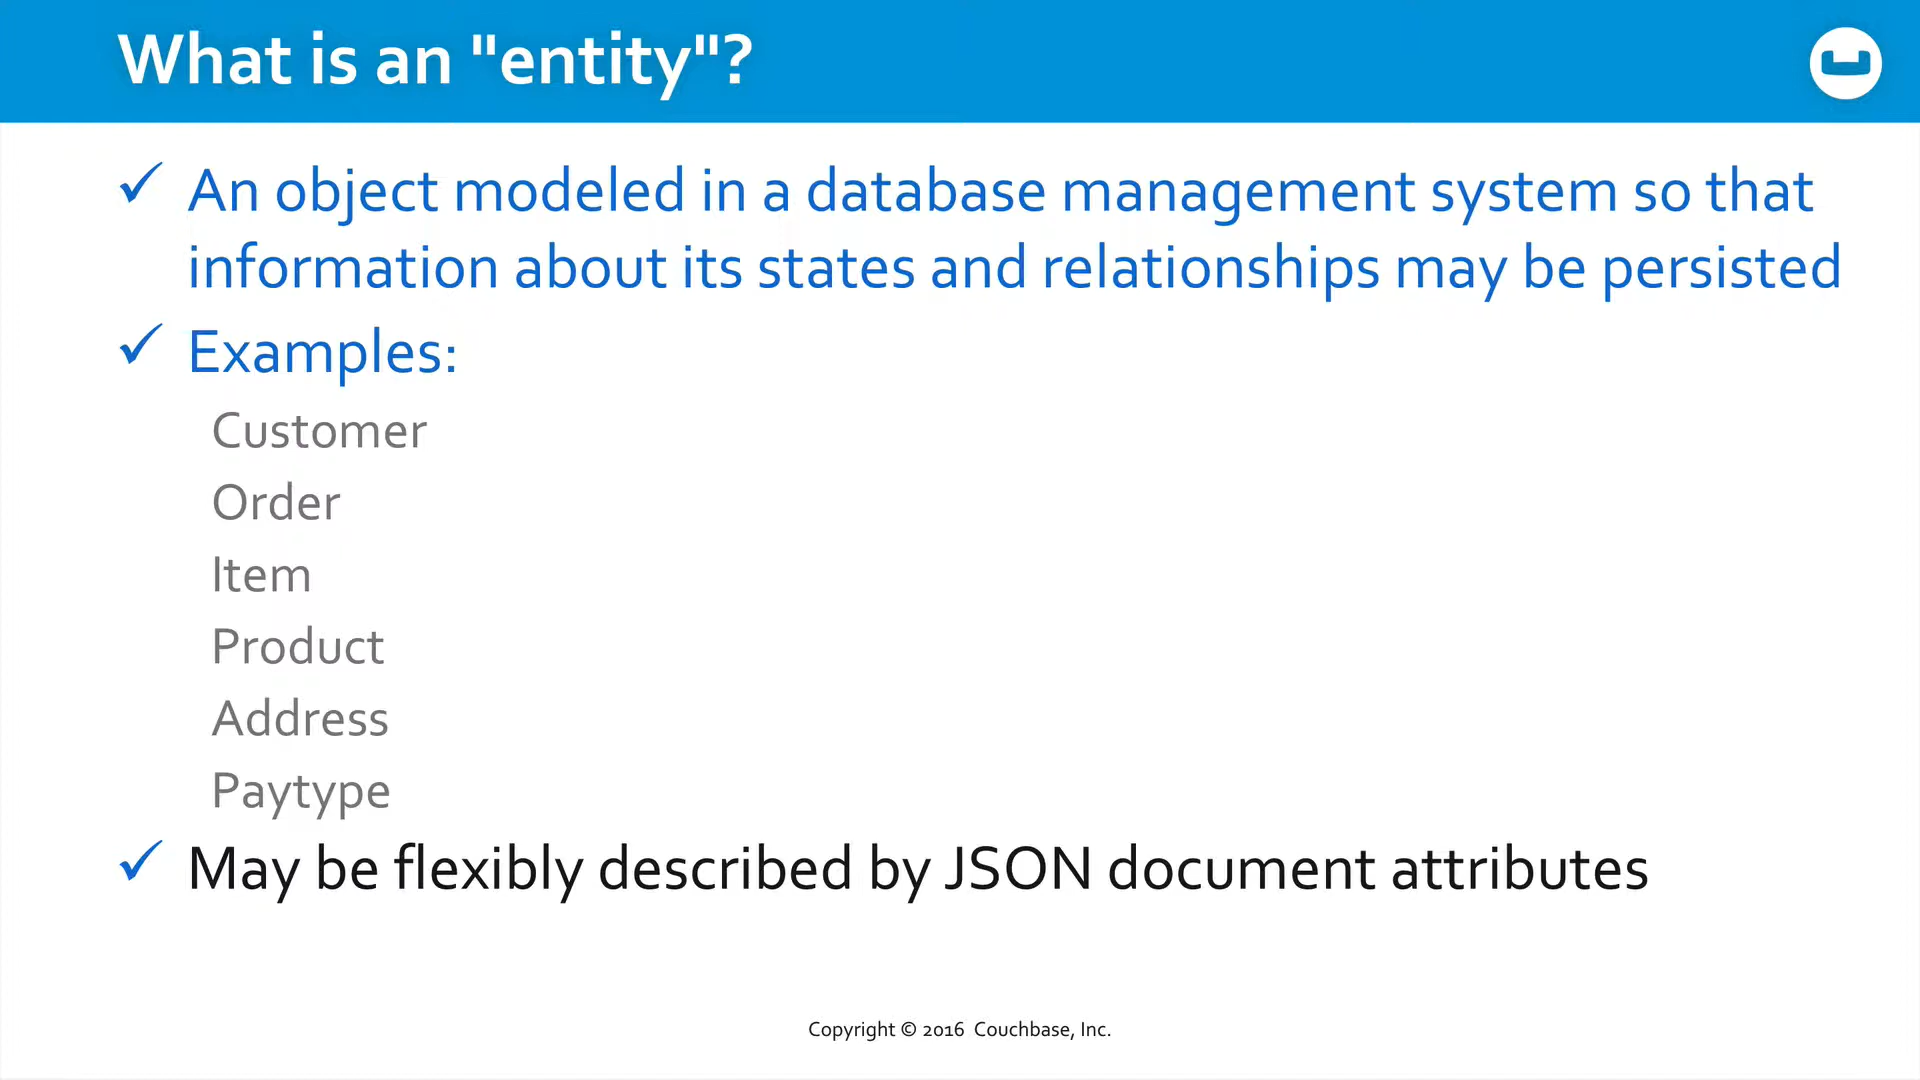 What is an "entity"?
An object modeled in a database management system so that
information about its states and relationships may be persisted
Examples:
Customer
Order
Item
Product
Address
Paytype
May be flexibly described by JSON document attributes
Copyright © 2016 Couchbase, Inc.